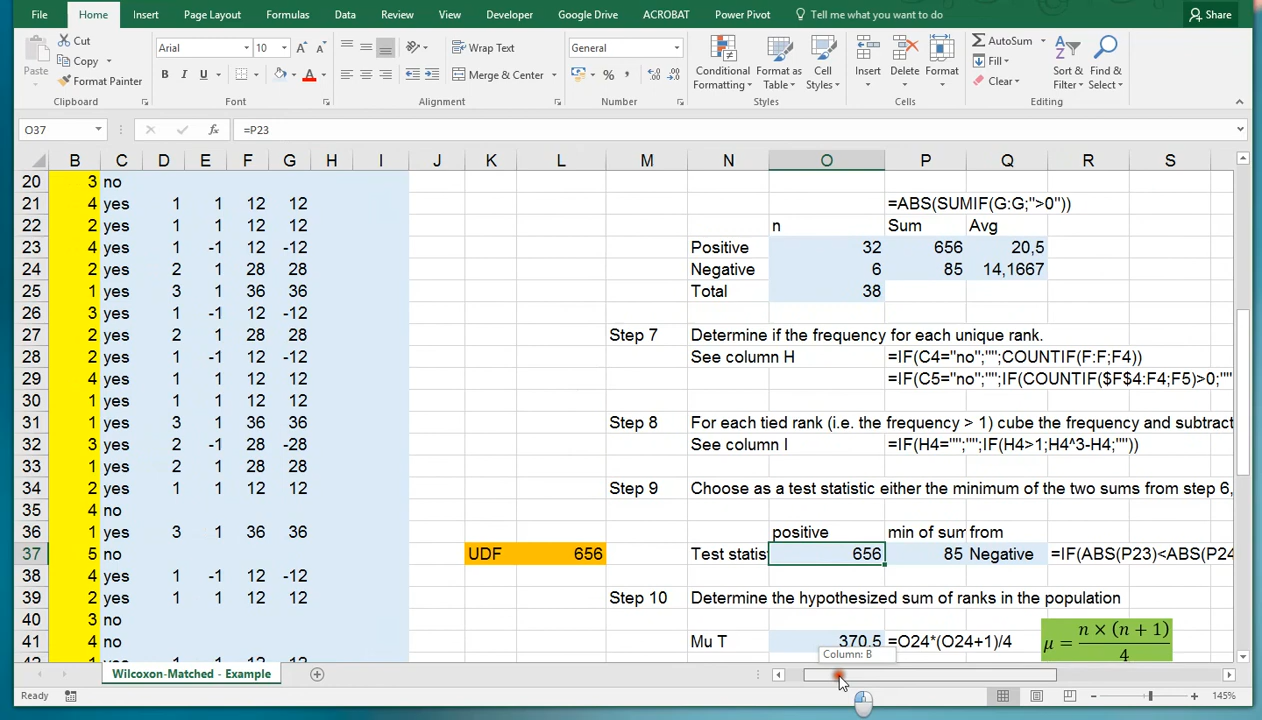 File Home Insert Page Layout Formulas Data Review View Developer Google Drive ACROBAT Power Pivot Tell me what you want to do Share
Cut
Copy
Format Painter
Paste
Clipboard
Arial 10
B I U
Font
Wrap Text
Merge & Center
Alignment
General
Number
Conditional Formatting
Format as Table
Cell Styles
Styles
Insert Delete Format
Cells
AutoSum
Fill
Clear
Sort & Filter
Find & Select
Editing
O37 fx =P23
B C D E F G H I J K L M N O P Q R S
20 3 no
21 4 yes 1 1 12 12 =ABS(SUMIF(G:G;">0"))
22 2 yes 1 1 12 12 n Sum Avg
23 4 yes 1 -1 12 -12 Positive 32 656 20,5
24 2 yes 2 1 28 28 Negative 6 85 14,1667
25 1 yes 3 1 36 36 Total 38
26 3 yes 1 -1 12 -12
27 2 yes 2 1 28 28 Step 7 Determine if the frequency for each unique rank.
28 2 yes 1 -1 12 -12 See column H =IF(C4="no";"";COUNTIF(F:F;F4))
29 4 yes 1 1 12 12 =IF(C5="no";"";IF(COUNTIF($F$4:F4;F5)>0;""
30 1 yes 1 1 12 12
31 1 yes 3 1 36 36 Step 8 For each tied rank (i.e. the frequency > 1) cube the frequency and subtract
32 3 yes 2 -1 28 -28 See column I =IF(H4="";"";IF(H4>1;H4^3-H4;""))
33 1 yes 2 1 28 28
34 2 yes 1 1 12 12 Step 9 Choose as a test statistic either the minimum of the two sums from step 6,
35 4 no
36 1 yes 3 1 36 36 positive min of sum from
37 5 no UDF 656 Test statis 656 85 Negative =IF(ABS(P23)<ABS(P24
38 4 yes 1 -1 12 -12
39 2 yes 1 1 12 12 Step 10 Determine the hypothesized sum of ranks in the population
40 3 no
41 4 no Mu T 370,5 =O24*(O24+1)/4 μ = n × (n + 1) / 4
Column: B
Wilcoxon-Matched - Example
Ready 145%